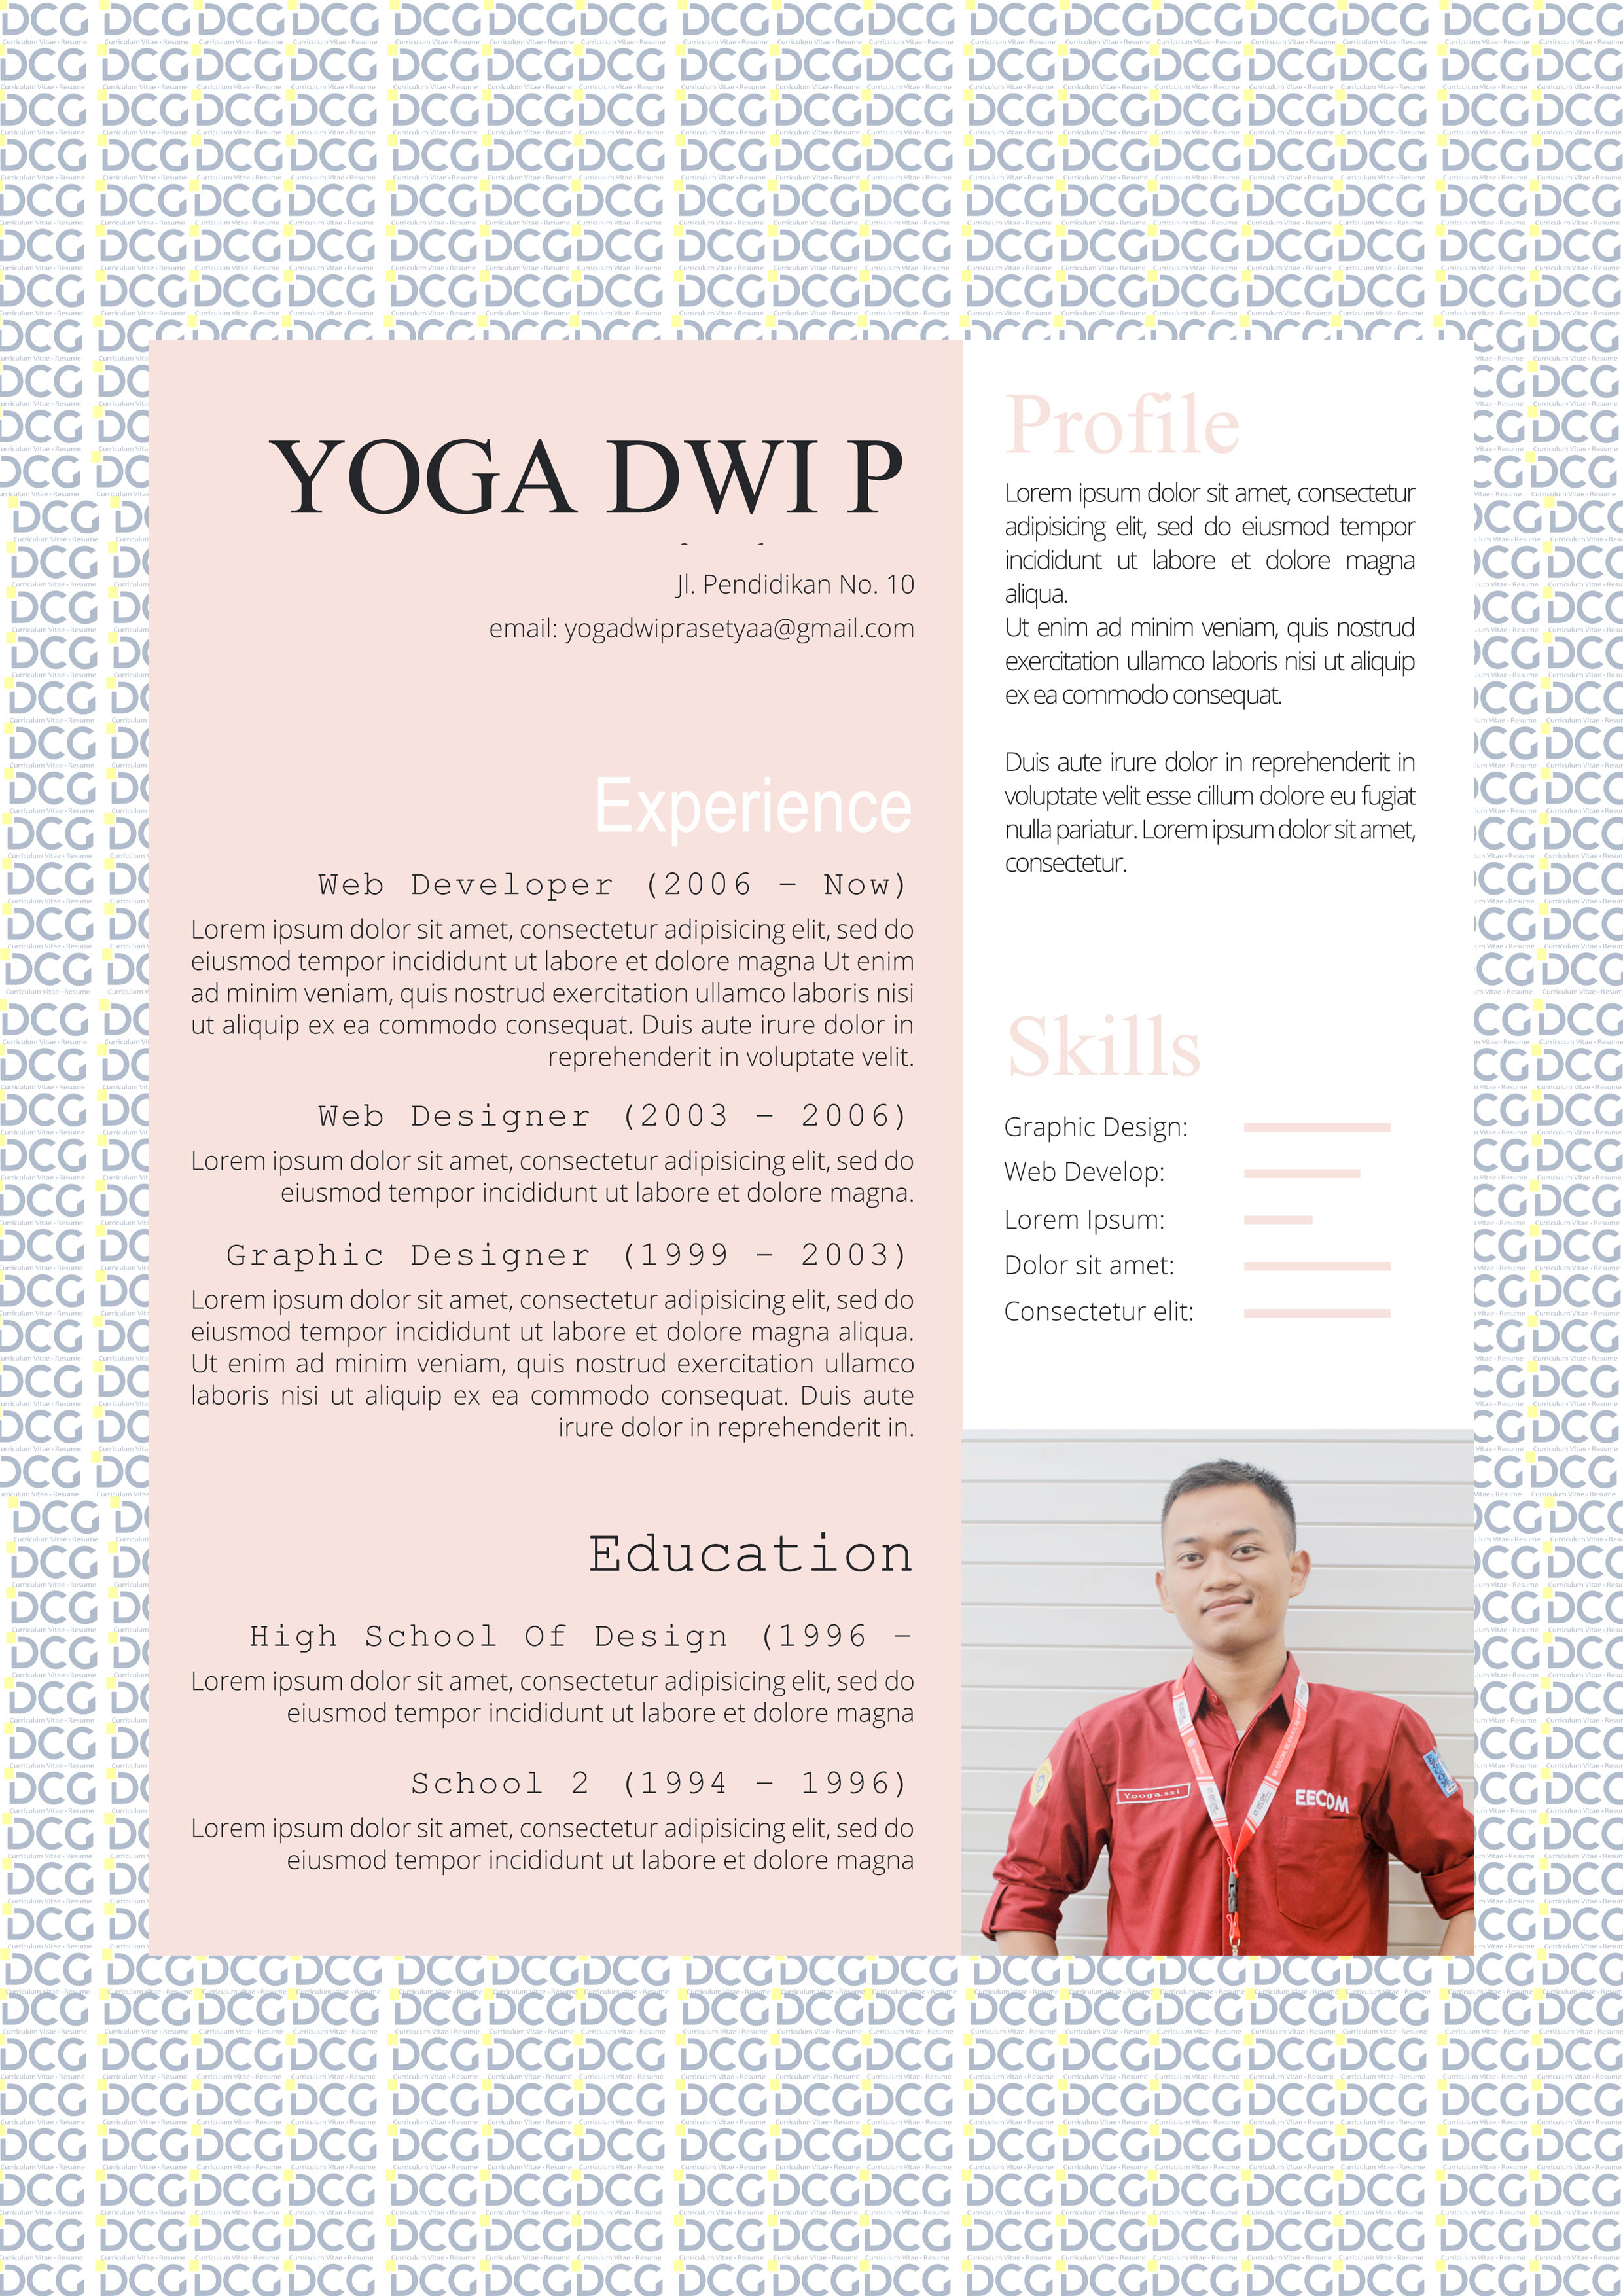 YOGA DWI P
Jl. Pendidikan No. 10
email: yogadwiprasetyaa@gmail.com
Experience
Web Developer (2006 – Now)
Lorem ipsum dolor sit amet, consectetur adipisicing elit, sed do
eiusmod tempor incididunt ut labore et dolore magna Ut enim
ad minim veniam, quis nostrud exercitation ullamco laboris nisi
ut aliquip ex ea commodo consequat. Duis aute irure dolor in
reprehenderit in voluptate velit.
Web Designer (2003 – 2006)
Lorem ipsum dolor sit amet, consectetur adipisicing elit, sed do
eiusmod tempor incididunt ut labore et dolore magna.
Graphic Designer (1999 – 2003)
Lorem ipsum dolor sit amet, consectetur adipisicing elit, sed do
eiusmod tempor incididunt ut labore et dolore magna aliqua.
Ut enim ad minim veniam, quis nostrud exercitation ullamco
laboris nisi ut aliquip ex ea commodo consequat. Duis aute
irure dolor in reprehenderit in.
Education
High School Of Design (1996 –
Lorem ipsum dolor sit amet, consectetur adipisicing elit, sed do
eiusmod tempor incididunt ut labore et dolore magna
School 2 (1994 – 1996)
Lorem ipsum dolor sit amet, consectetur adipisicing elit, sed do
eiusmod tempor incididunt ut labore et dolore magna
Profile
Lorem ipsum dolor sit amet, consectetur
adipisicing elit, sed do eiusmod tempor
incididunt ut labore et dolore magna
aliqua.
Ut enim ad minim veniam, quis nostrud
exercitation ullamco laboris nisi ut aliquip
ex ea commodo consequat.
Duis aute irure dolor in reprehenderit in
voluptate velit esse cillum dolore eu fugiat
nulla pariatur. Lorem ipsum dolor sit amet,
consectetur.
Skills
Graphic Design:
Web Develop:
Lorem Ipsum:
Dolor sit amet:
Consectetur elit:
Yooga.ssi
EECOM
DCG
Curriculum Vitae • Resume